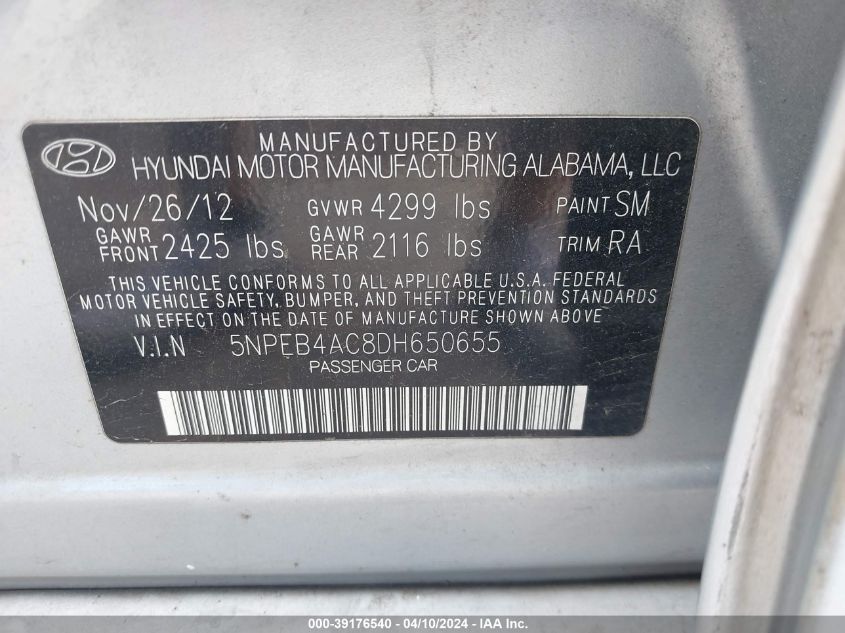 MANUFACTURED BY
HYUNDAI MOTOR MANUFACTURING ALABAMA, LLC
Nov/26/12 GVWR 4299 lbs PAINT SM
GAWR FRONT 2425 lbs GAWR REAR 2116 lbs TRIM RA
THIS VEHICLE CONFORMS TO ALL APPLICABLE U.S.A. FEDERAL
MOTOR VEHICLE SAFETY, BUMPER, AND THEFT PREVENTION STANDARDS
IN EFFECT ON THE DATE OF MANUFACTURE SHOWN ABOVE
V.I.N 5NPEB4AC8DH650655
PASSENGER CAR
000-39176540 - 04/10/2024 - IAA Inc.